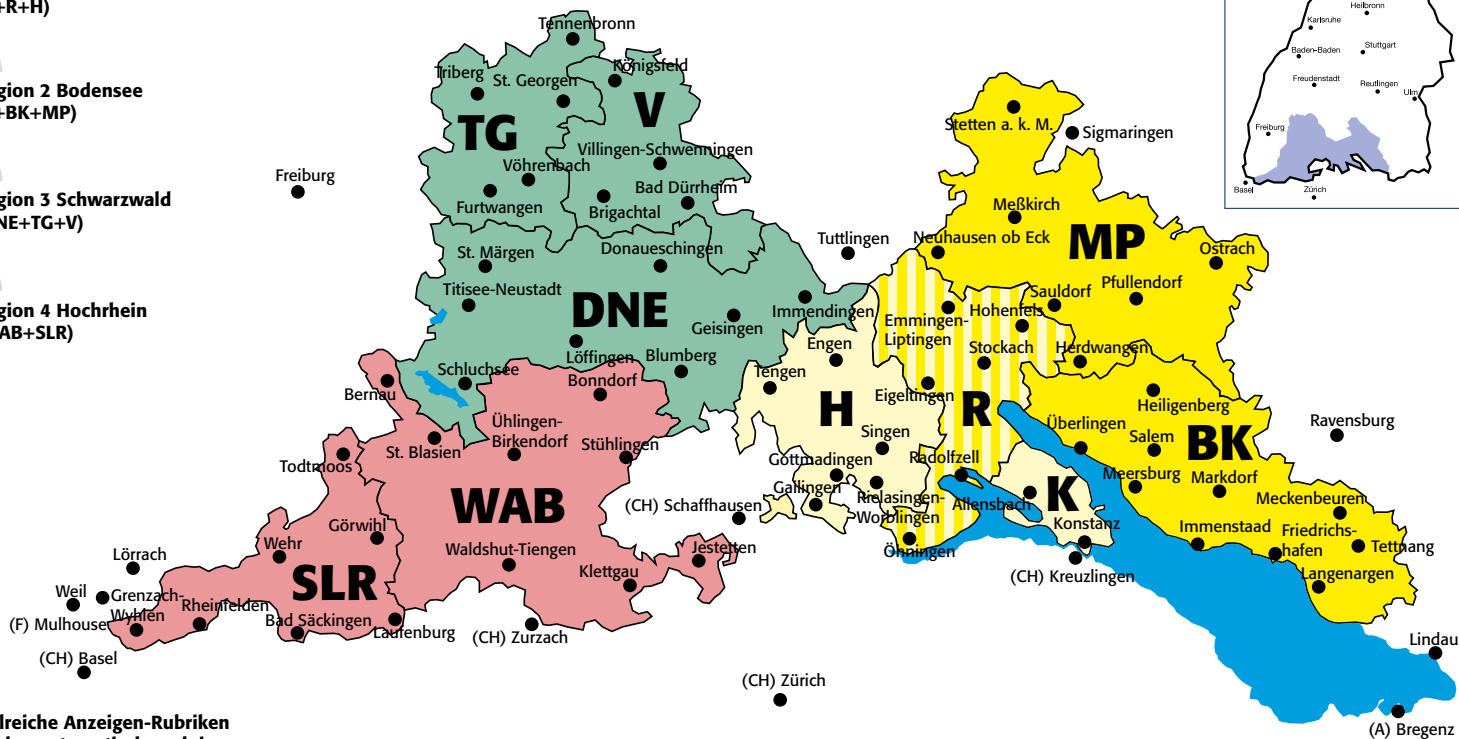 +R+H)
gion 2 Bodensee
+BK+MP)
gion 3 Schwarzwald
NE+TG+V)
gion 4 Hochrhein
AB+SLR)
lreiche Anzeigen-Rubriken
Tennenbronn
Triberg
St. Georgen
Königsfeld
TG
V
Villingen-Schwenningen
Vöhrenbach
Furtwangen
Brigachtal
Bad Dürrheim
Freiburg
St. Märgen
Donaueschingen
Titisee-Neustadt
DNE
Geisingen
Immendingen
Löffingen
Blumberg
Schluchsee
Tuttlingen
Stetten a. k. M.
Sigmaringen
Meßkirch
Neuhausen ob Eck
MP
Ostrach
Pfullendorf
Sauldorf
Hohenfels
Emmingen-
Liptingen
Stockach
Herdwangen
Eigeltingen
R
Engen
Tengen
H
Singen
Gottmadingen
Gailingen
Rielasingen-
Worblingen
Radolfzell
Öhningen
Allensbach
K
Konstanz
(CH) Kreuzlingen
Überlingen
Heiligenberg
Salem
BK
Meersburg
Markdorf
Meckenbeuren
Immenstaad
Friedrichs-
hafen
Tettnang
Langenargen
Ravensburg
Lindau
(A) Bregenz
Bernau
Bonndorf
Ühlingen-
Birkendorf
Stühlingen
St. Blasien
Todtmoos
WAB
(CH) Schaffhausen
Görwihl
Wehr
Waldshut-Tiengen
Klettgau
Jestetten
SLR
Lörrach
Weil
Grenzach-
Wyhlen
(F) Mulhouse
Rheinfelden
Bad Säckingen
Laufenburg
(CH) Zurzach
(CH) Basel
(CH) Zürich
Heilbronn
Karlsruhe
Baden-Baden
Stuttgart
Freudenstadt
Reutlingen
Ulm
Freiburg
Basel
Zürich